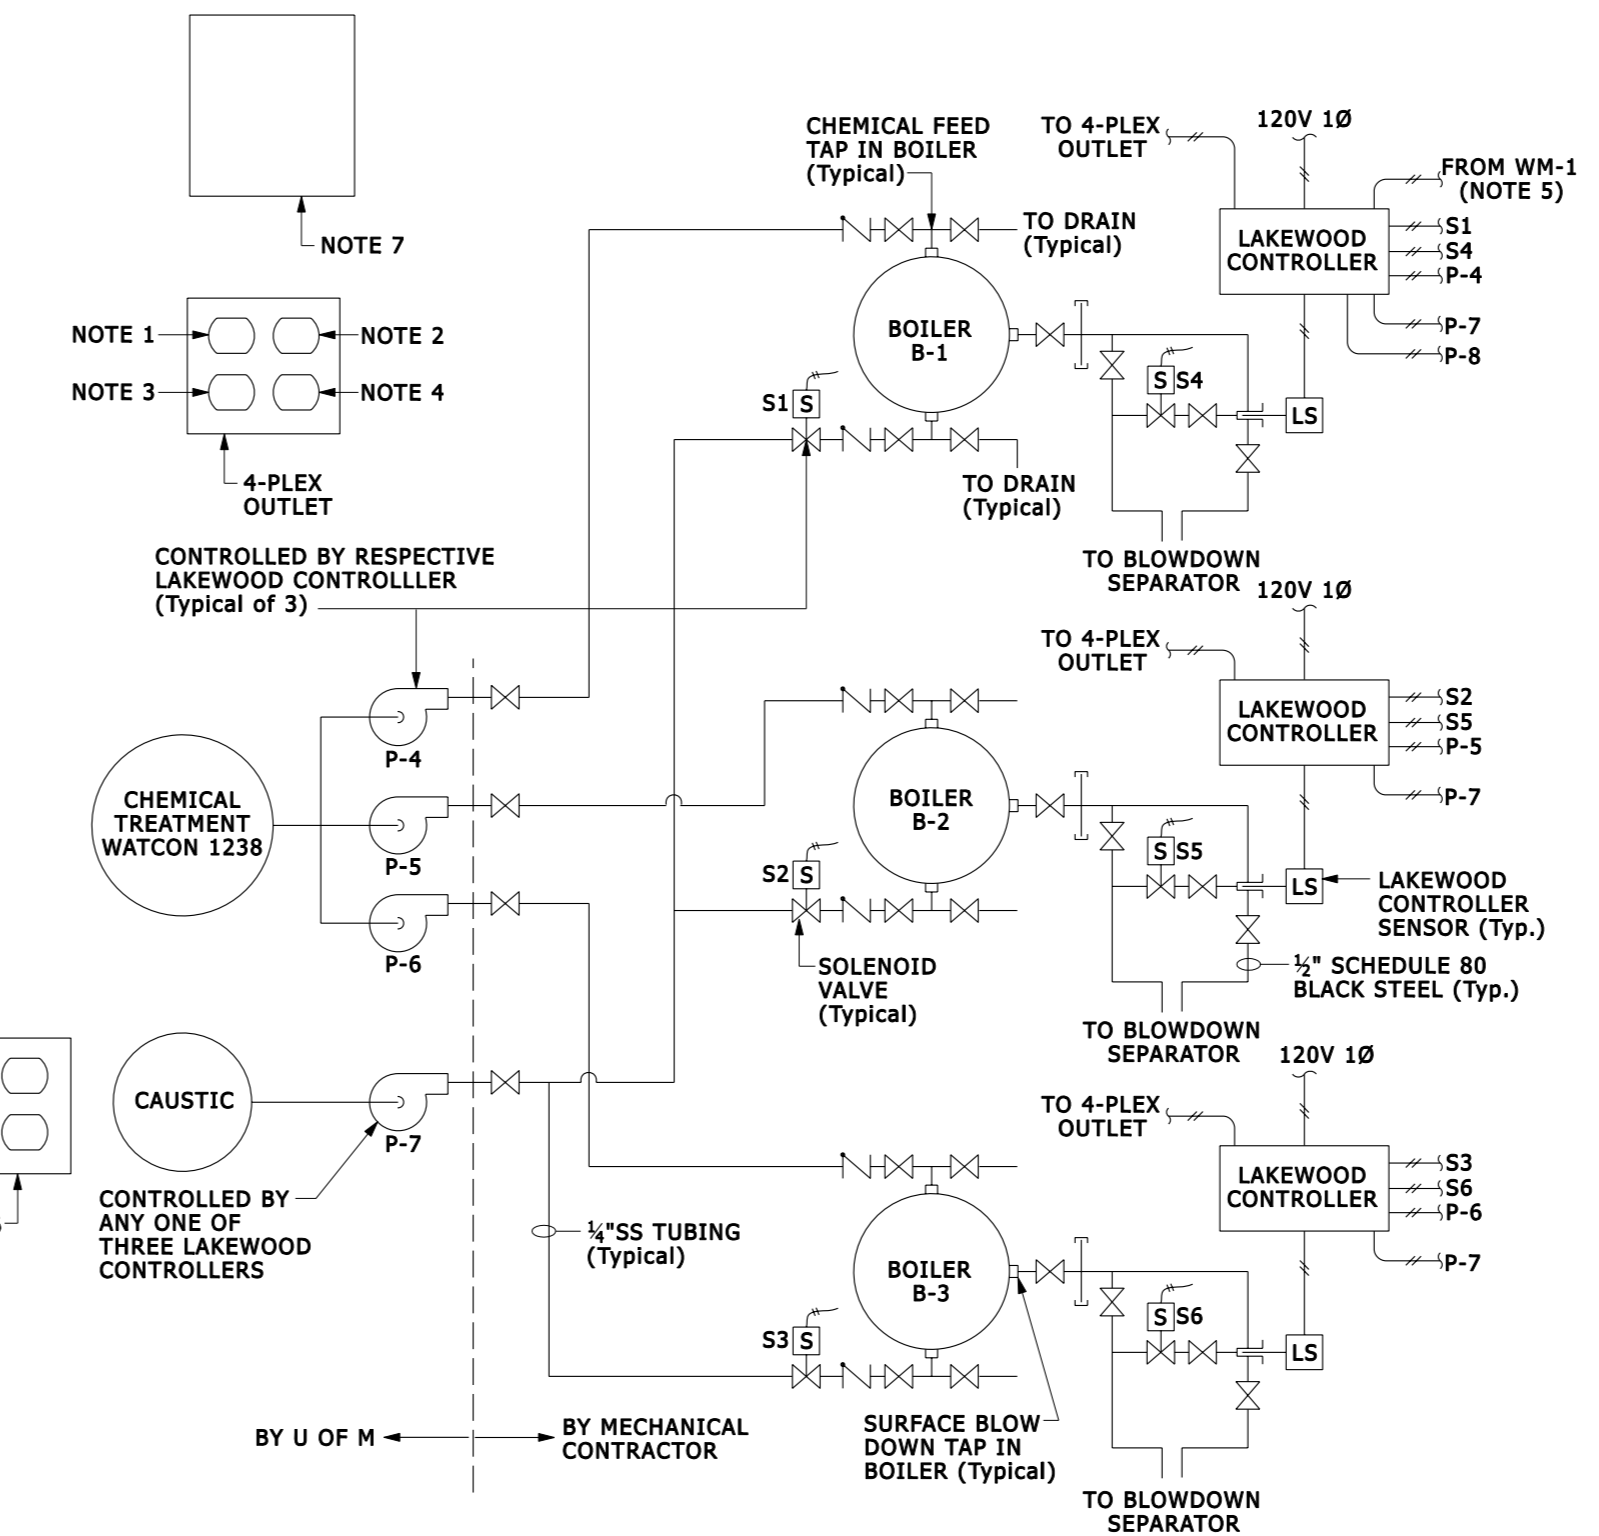 NOTE 7
NOTE 1
NOTE 2
NOTE 3
NOTE 4
4-PLEX
OUTLET
CONTROLLED BY RESPECTIVE
LAKEWOOD CONTROLLLER
(Typical of 3)
CHEMICAL FEED
TAP IN BOILER
(Typical)
TO DRAIN
(Typical)
BOILER
B-1
S1
S
TO DRAIN
(Typical)
S
S4
LS
TO BLOWDOWN
SEPARATOR
TO 4-PLEX
OUTLET
120V 1Ø
FROM WM-1
(NOTE 5)
LAKEWOOD
CONTROLLER
S1
S4
P-4
P-7
P-8
CHEMICAL
TREATMENT
WATCON 1238
P-4
P-5
P-6
BOILER
B-2
S2
S
SOLENOID
VALVE
(Typical)
S
S5
LS
TO BLOWDOWN
SEPARATOR
TO 4-PLEX
OUTLET
120V 1Ø
LAKEWOOD
CONTROLLER
S2
S5
P-5
P-7
LAKEWOOD
CONTROLLER
SENSOR (Typ.)
½" SCHEDULE 80
BLACK STEEL (Typ.)
CAUSTIC
P-7
CONTROLLED BY
ANY ONE OF
THREE LAKEWOOD
CONTROLLERS
¼"SS TUBING
(Typical)
BOILER
B-3
S3
S
SURFACE BLOW
DOWN TAP IN
BOILER (Typical)
S
S6
LS
TO BLOWDOWN
SEPARATOR
TO 4-PLEX
OUTLET
120V 1Ø
LAKEWOOD
CONTROLLER
S3
S6
P-6
P-7
BY U OF M
BY MECHANICAL
CONTRACTOR